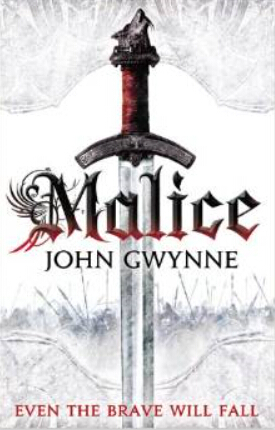 Malice
JOHN GWYNNE
EVEN THE BRAVE WILL FALL